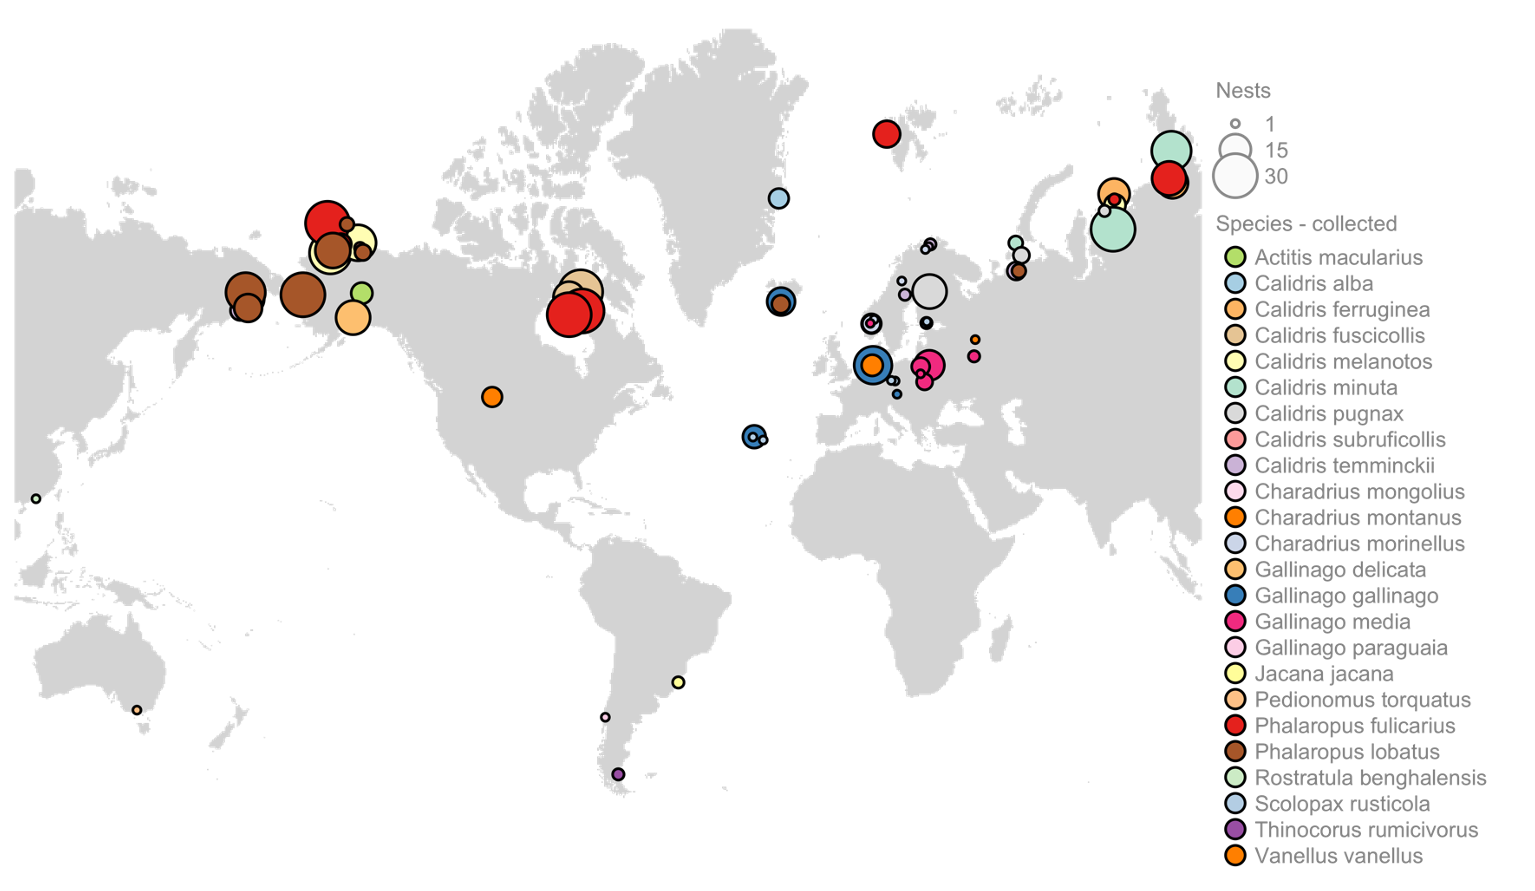 Nests
1
15
30
Species - collected
Actitis macularius
Calidris alba
Calidris ferruginea
Calidris fuscicollis
Calidris melanotos
Calidris minuta
Calidris pugnax
Calidris subruficollis
Calidris temminckii
Charadrius mongolius
Charadrius montanus
Charadrius morinellus
Gallinago delicata
Gallinago gallinago
Gallinago media
Gallinago paraguaia
Jacana jacana
Pedionomus torquatus
Phalaropus fulicarius
Phalaropus lobatus
Rostratula benghalensis
Scolopax rusticola
Thinocorus rumicivorus
Vanellus vanellus